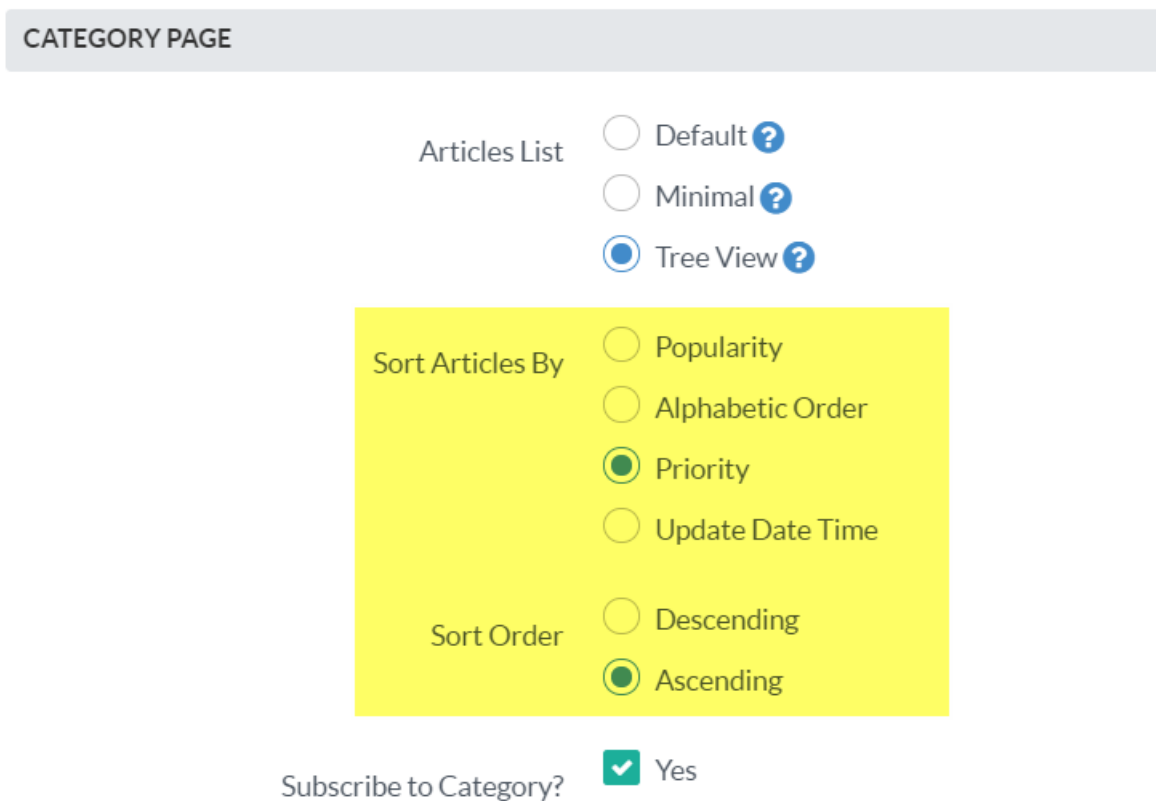 CATEGORY PAGE
Articles List
Default ?
Minimal ?
Tree View ?
Sort Articles By
Popularity
Alphabetic Order
Priority
Update Date Time
Sort Order
Descending
Ascending
Subscribe to Category?
Yes